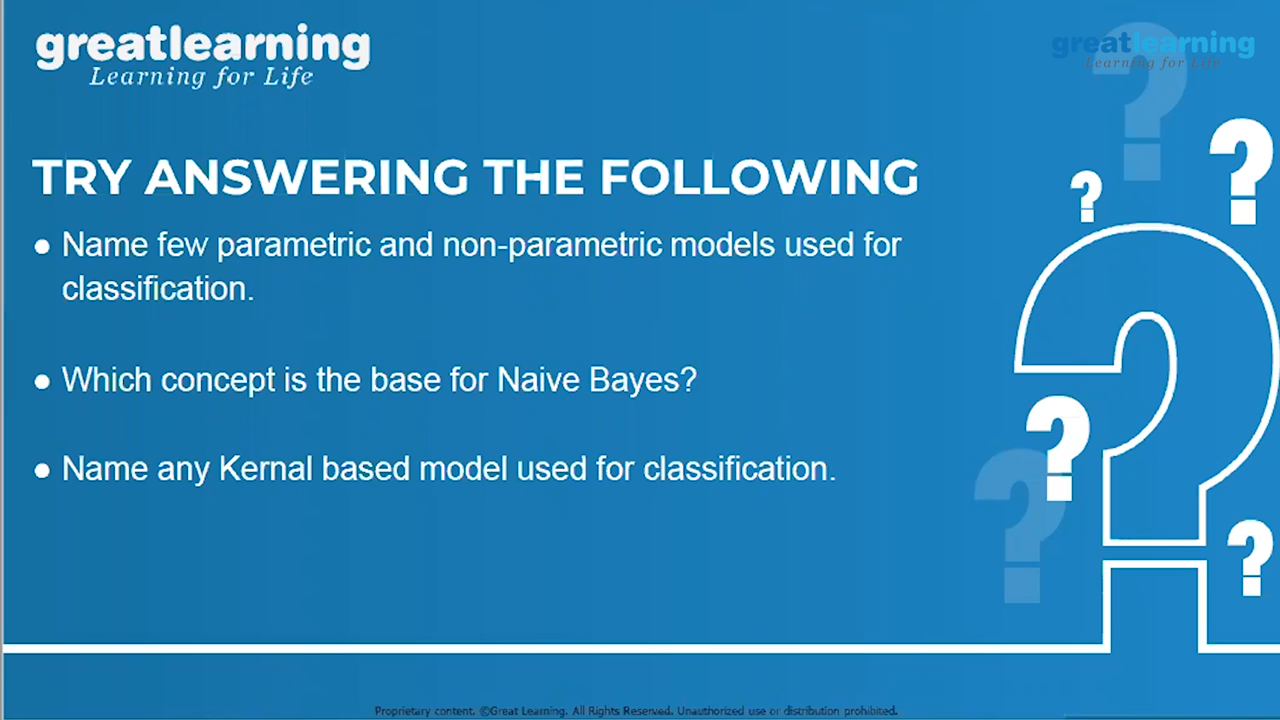 greatlearning
Learning for Life
greatlearning
Learning for Life
TRY ANSWERING THE FOLLOWING
● Name few parametric and non-parametric models used for
classification.
● Which concept is the base for Naive Bayes?
● Name any Kernal based model used for classification.
Proprietary content. ©Great Learning. All Rights Reserved. Unauthorized use or distribution prohibited.